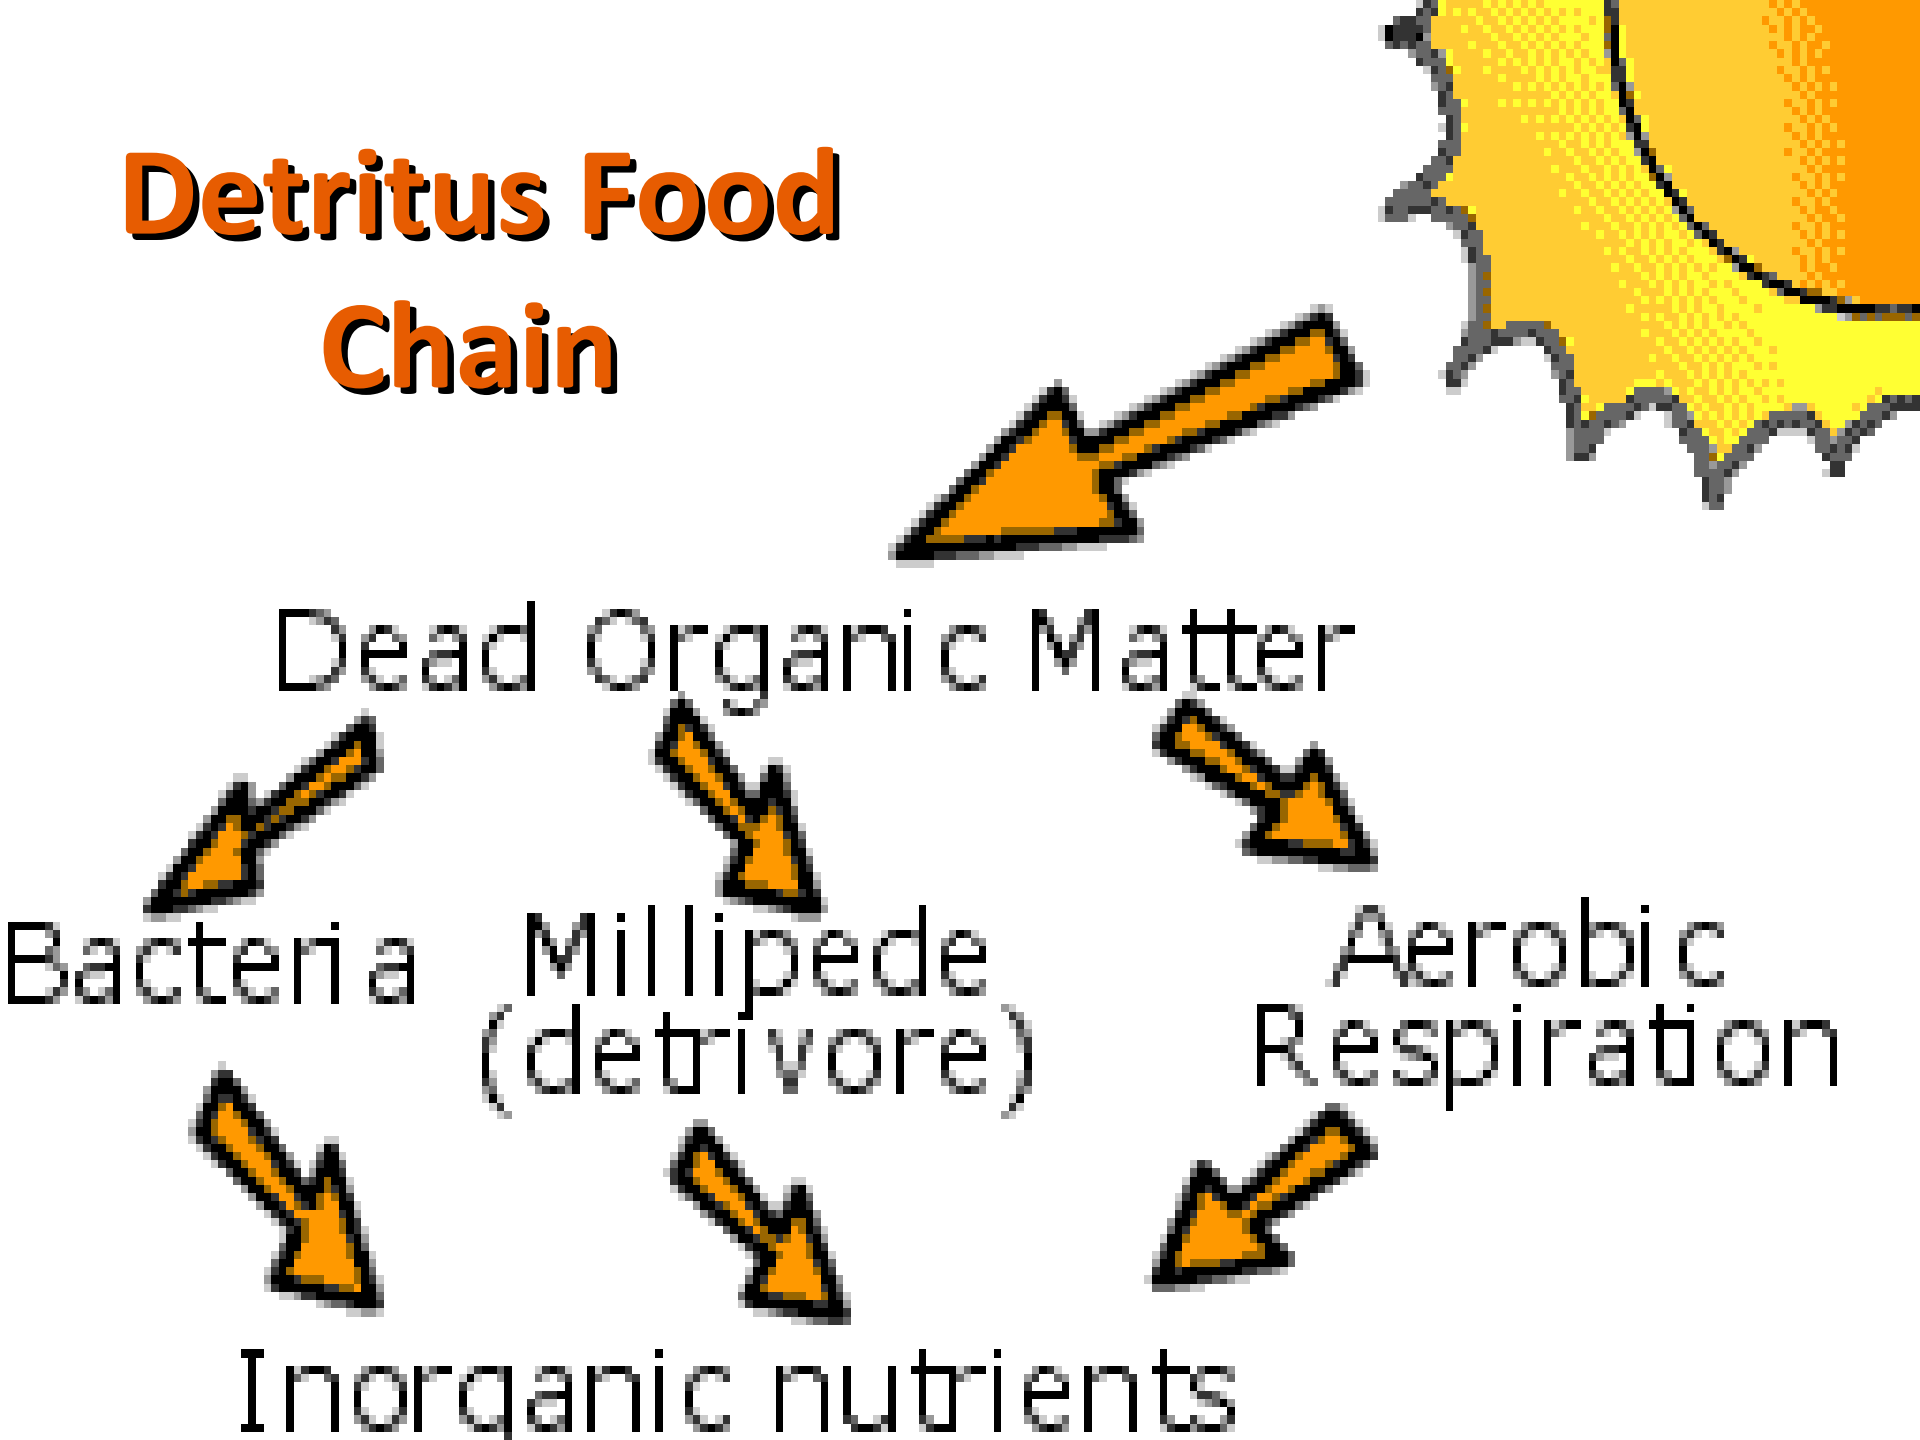 Detritus Food
Chain
Dead Organic Matter
Bacteria
Millipede
(detrivore)
Aerobic
Respiration
Inorganic nutrients